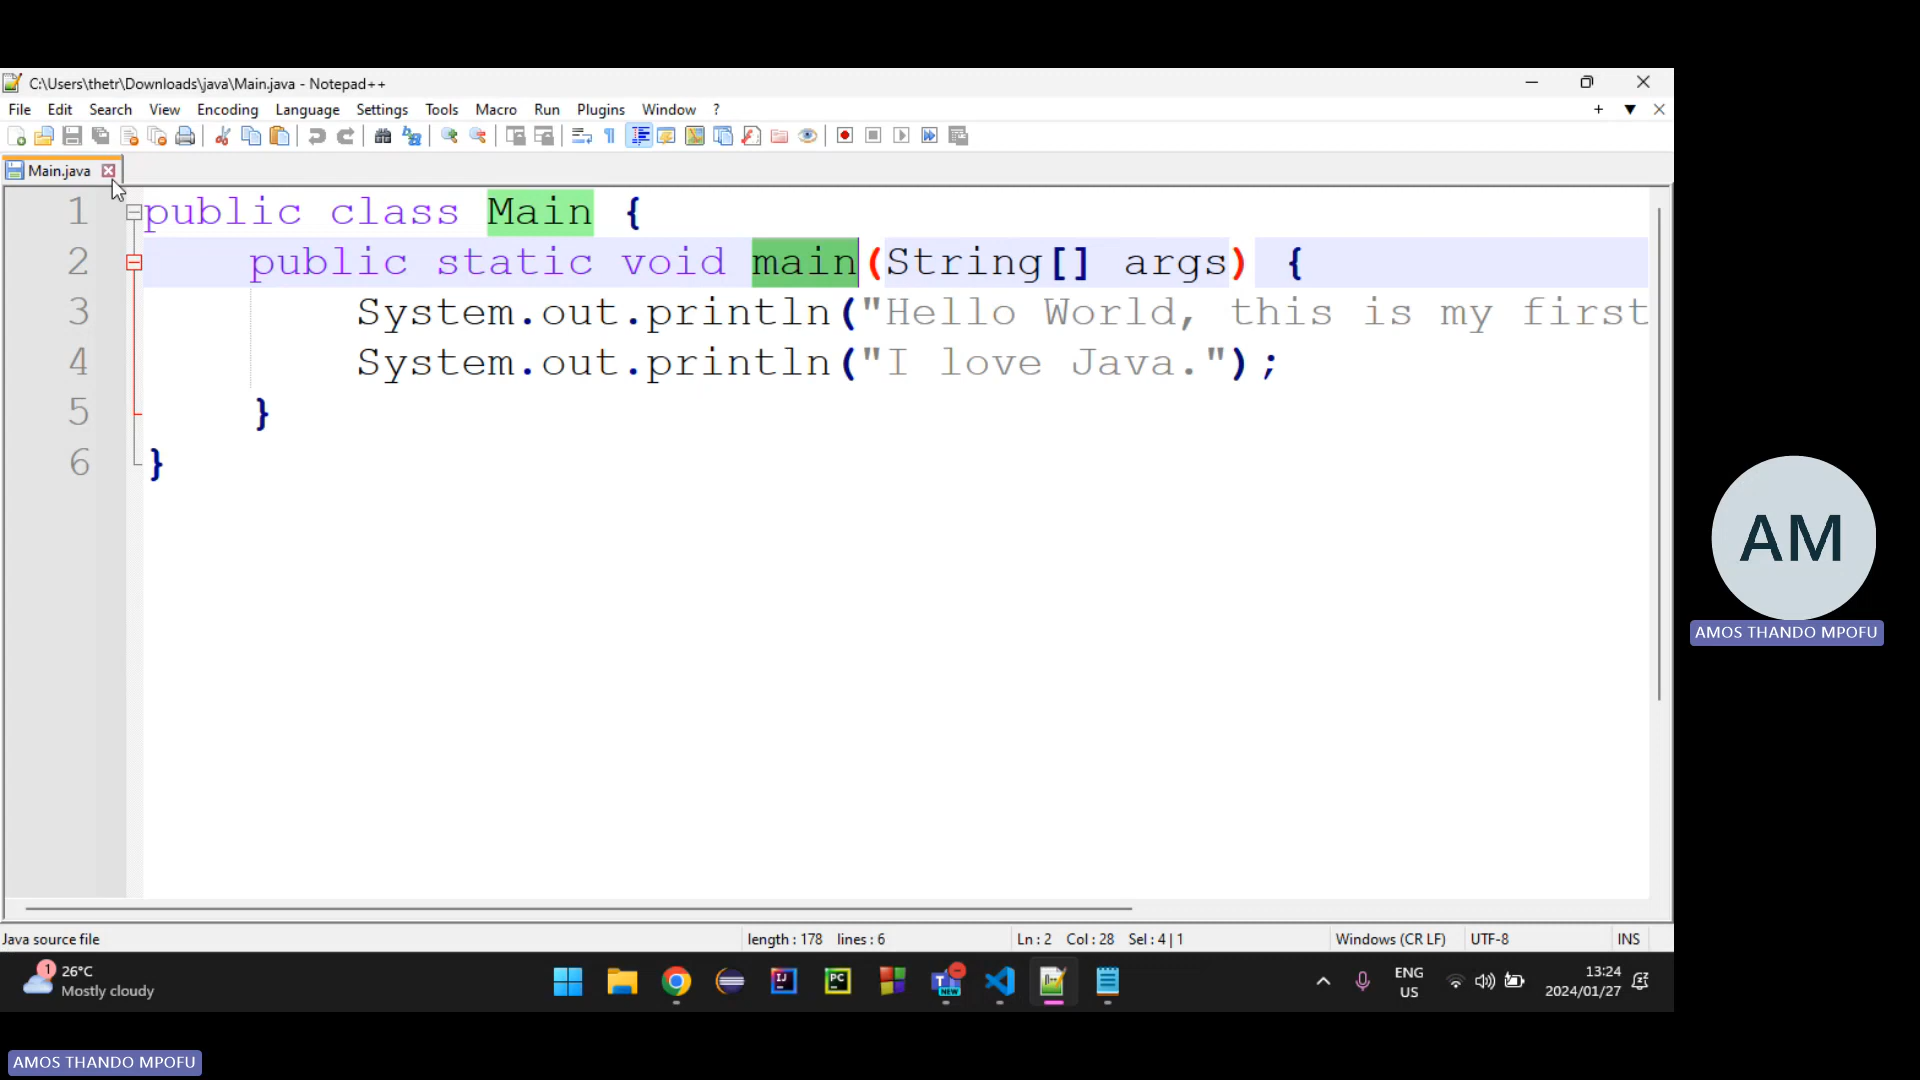 C:\Users\thetr\Downloads\java\Main.java - Notepad++
File Edit Search View Encoding Language Settings Tools Macro Run Plugins Window ?
Main.java
1 public class Main {
2 public static void main(String[] args) {
3 System.out.println("Hello World, this is my first
4 System.out.println("I love Java.");
5 }
6 }
AM
AMOS THANDO MPOFU
Java source file length : 178 lines : 6 Ln : 2 Col : 28 Sel : 4 | 1 Windows (CR LF) UTF-8 INS
1 26°C
Mostly cloudy
ENG
US
13:24
2024/01/27
AMOS THANDO MPOFU